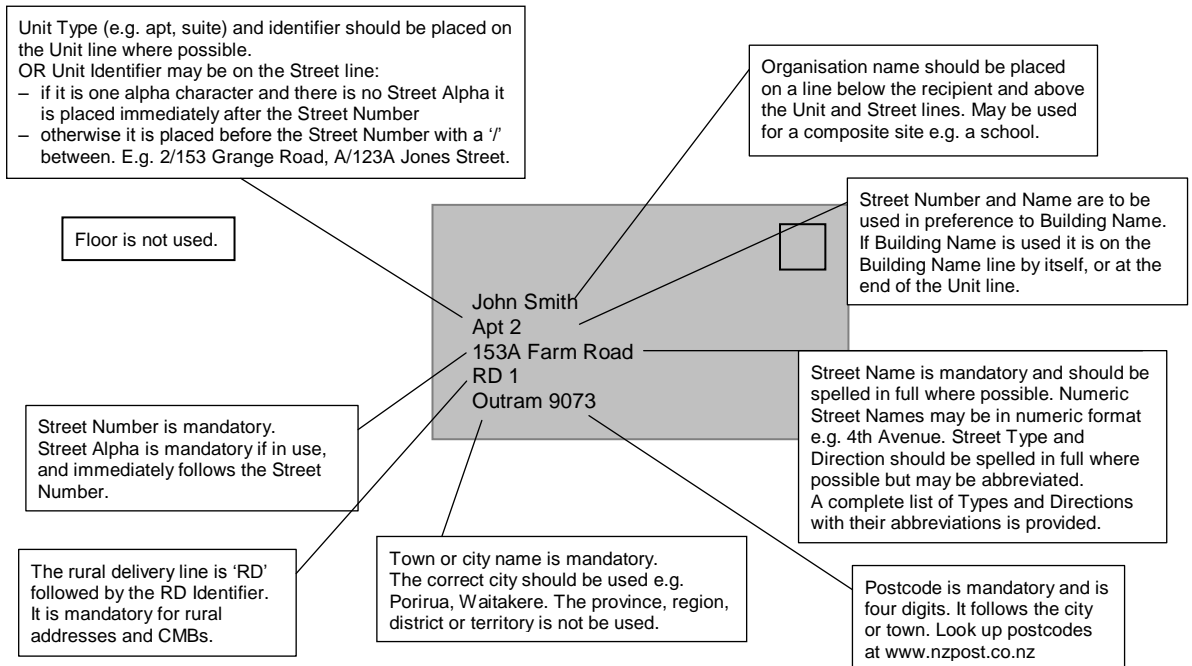 Unit Type (e.g. apt, suite) and identifier should be placed on
the Unit line where possible.
OR Unit Identifier may be on the Street line:
– if it is one alpha character and there is no Street Alpha it
is placed immediately after the Street Number
– otherwise it is placed before the Street Number with a ‘/’
between. E.g. 2/153 Grange Road, A/123A Jones Street.
Organisation name should be placed
on a line below the recipient and above
the Unit and Street lines. May be used
for a composite site e.g. a school.
Floor is not used.
Street Number and Name are to be
used in preference to Building Name.
If Building Name is used it is on the
Building Name line by itself, or at the
end of the Unit line.
John Smith
Apt 2
153A Farm Road
RD 1
Outram 9073
Street Name is mandatory and should be
spelled in full where possible. Numeric
Street Names may be in numeric format
e.g. 4th Avenue. Street Type and
Direction should be spelled in full where
possible but may be abbreviated.
A complete list of Types and Directions
with their abbreviations is provided.
Street Number is mandatory.
Street Alpha is mandatory if in use,
and immediately follows the Street
Number.
The rural delivery line is ‘RD’
followed by the RD Identifier.
It is mandatory for rural
addresses and CMBs.
Town or city name is mandatory.
The correct city should be used e.g.
Porirua, Waitakere. The province, region,
district or territory is not be used.
Postcode is mandatory and is
four digits. It follows the city
or town. Look up postcodes
at www.nzpost.co.nz